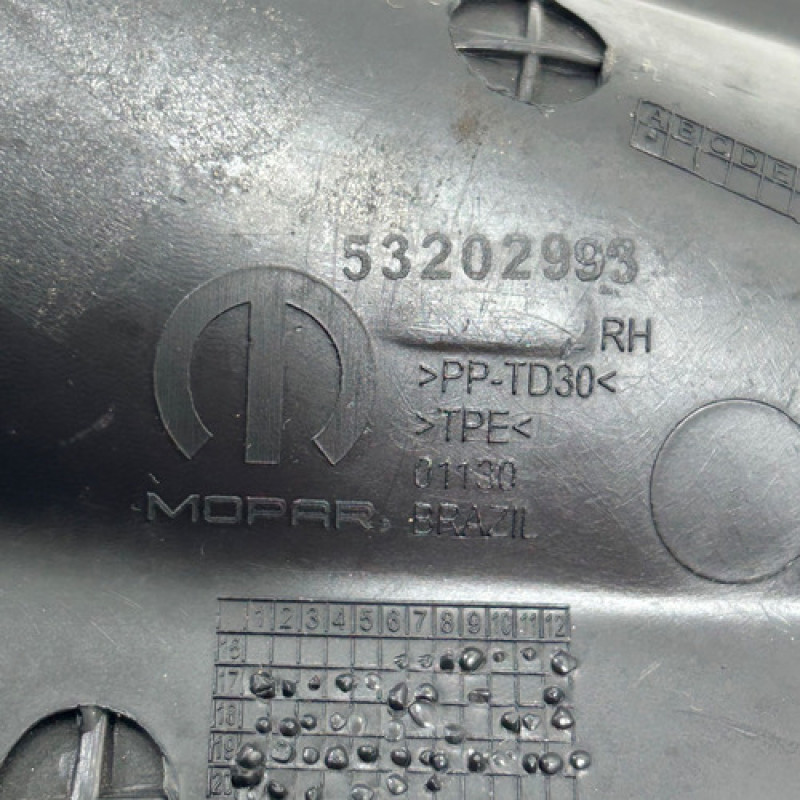 A B C D E
53202993
RH
>PP-TD30<
>TPE<
01130
MOPAR
BRAZIL
1 2 3 4 5 6 7 8 9 10 11 12
16
17
18
19
20